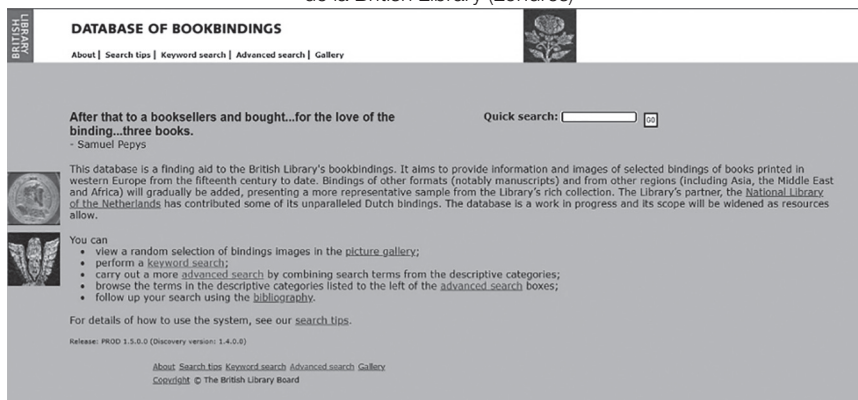 de la British Library (Londres)
BRITISH
LIBRARY
DATABASE OF BOOKBINDINGS
About | Search tips | Keyword search | Advanced search | Gallery
After that to a booksellers and bought...for the love of the
binding...three books.
- Samuel Pepys
Quick search:
GO
This database is a finding aid to the British Library's bookbindings. It aims to provide information and images of selected bindings of books printed in
western Europe from the fifteenth century to date. Bindings of other formats (notably manuscripts) and from other regions (including Asia, the Middle East
and Africa) will gradually be added, presenting a more representative sample from the Library's rich collection. The Library's partner, the National Library
of the Netherlands has contributed some of its unparalleled Dutch bindings. The database is a work in progress and its scope will be widened as resources
allow.
You can
• view a random selection of bindings images in the picture gallery;
• perform a keyword search;
• carry out a more advanced search by combining search terms from the descriptive categories;
• browse the terms in the descriptive categories listed to the left of the advanced search boxes;
• follow up your search using the bibliography.
For details of how to use the system, see our search tips.
Release: PROD 1.5.0.0 (Discovery version: 1.4.0.0)
About Search tips Keyword search Advanced search Gallery
Copyright © The British Library Board